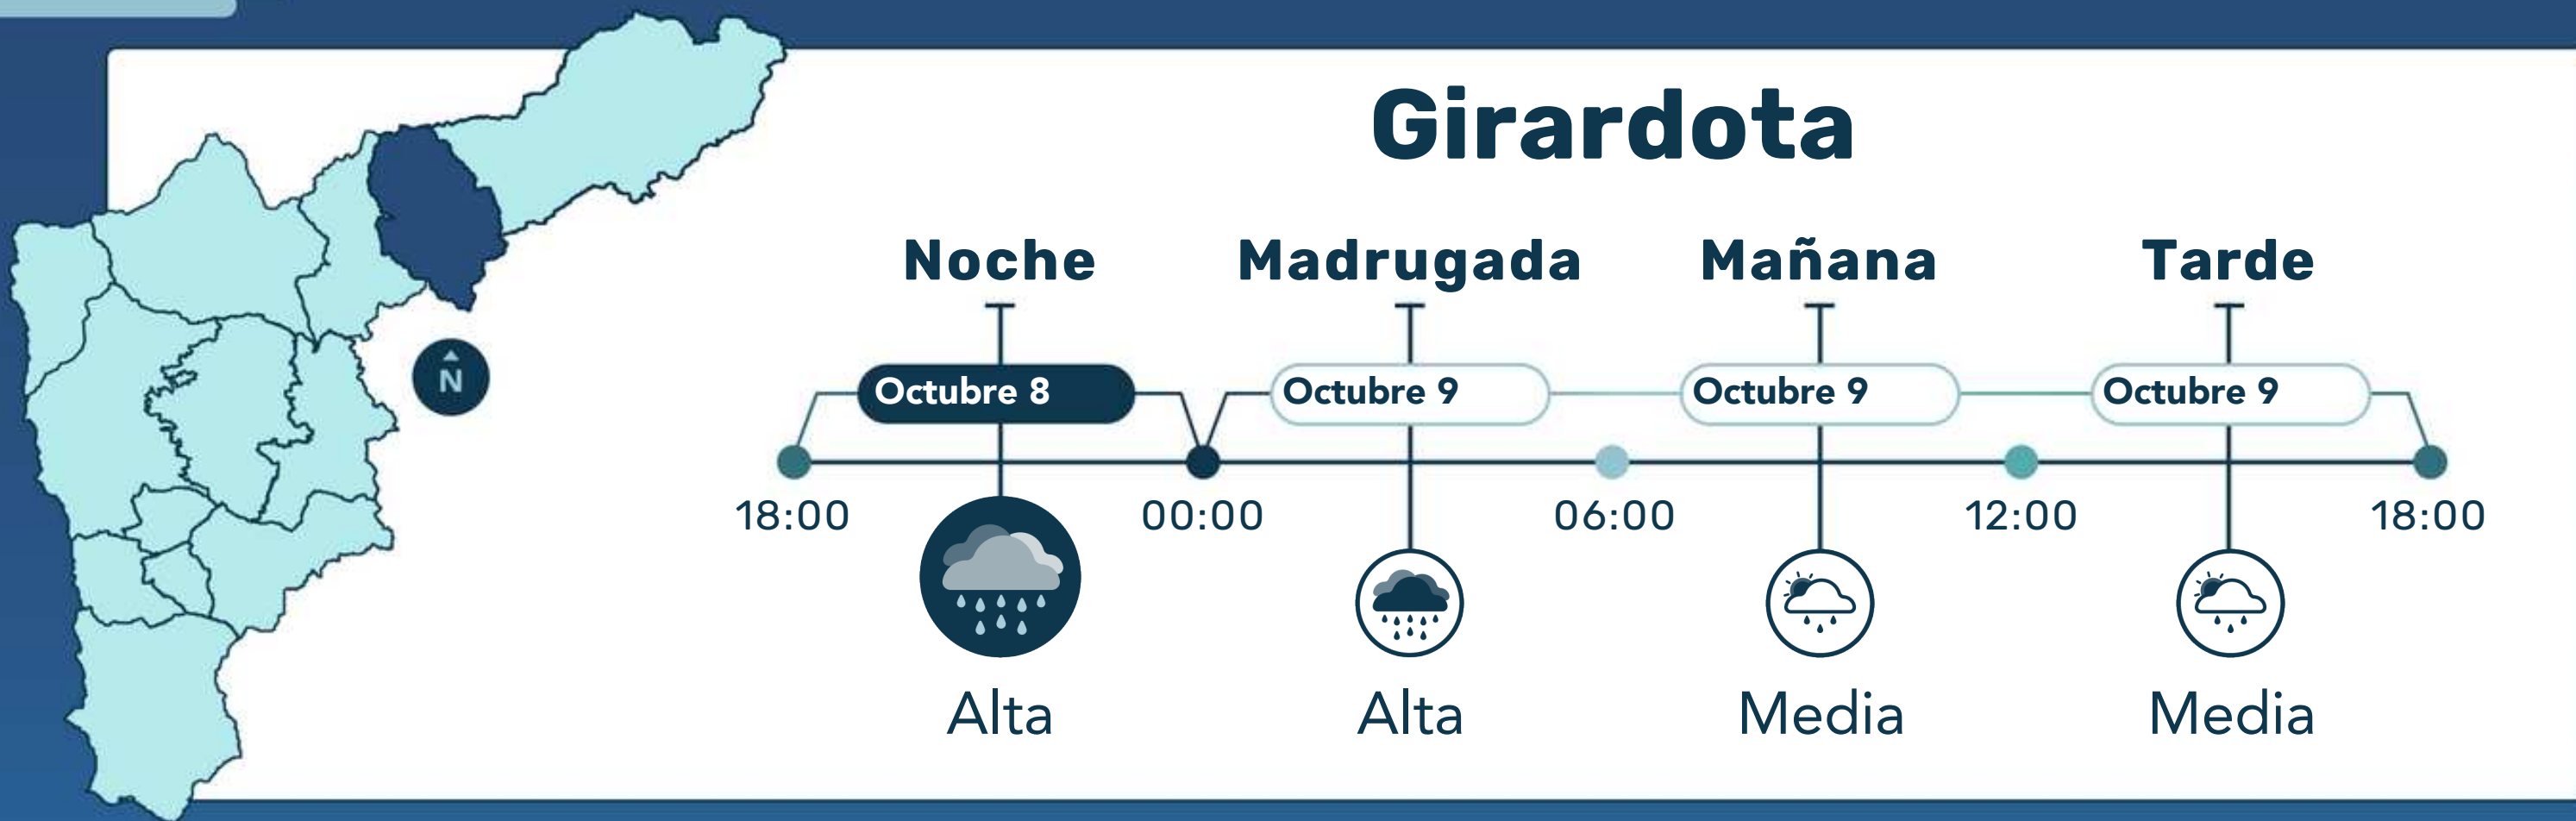 Girardota
Noche Madrugada Mañana Tarde
Octubre 8 Octubre 9 Octubre 9 Octubre 9
N
18:00 00:00 06:00 12:00 18:00
Alta Alta Media Media